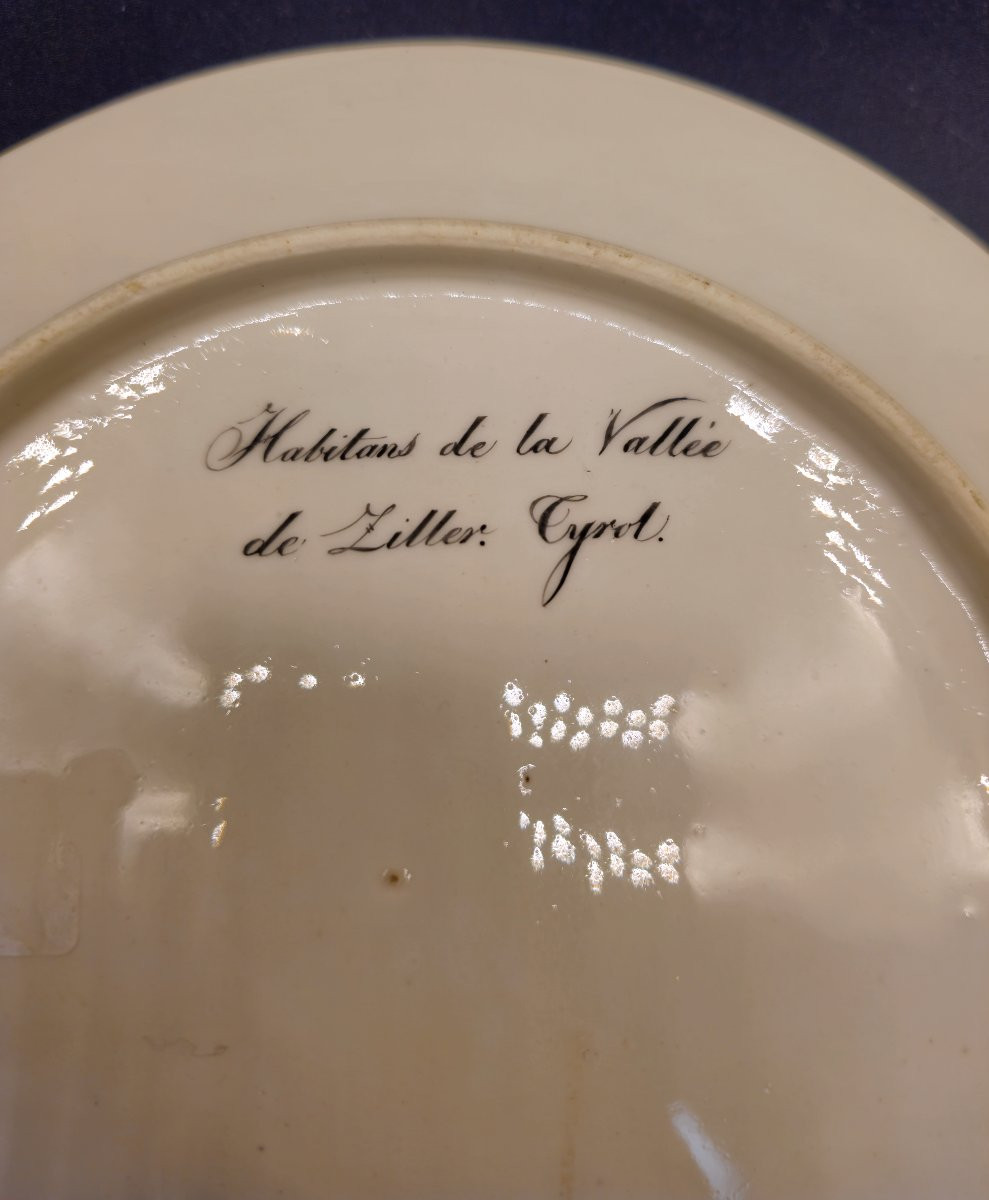 Habitans de la Vallée
de Ziller. Tyrol.